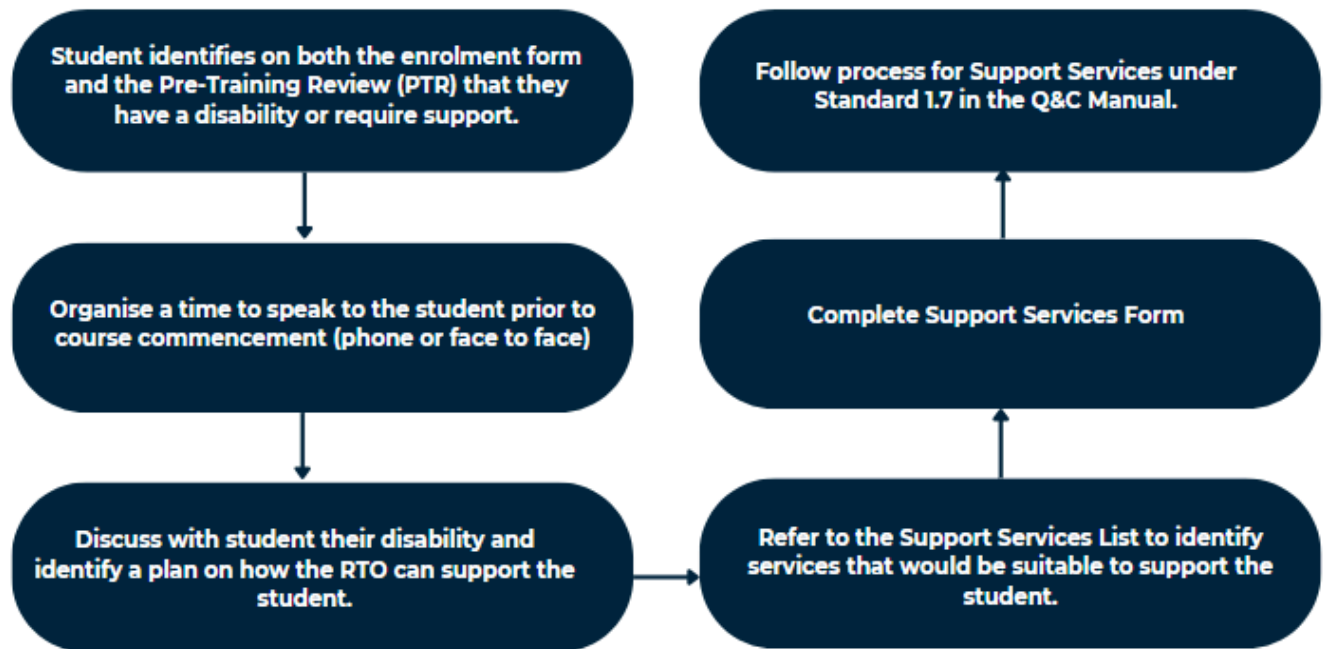 Student identifies on both the enrolment form
and the Pre-Training Review (PTR) that they
have a disability or require support.
Organise a time to speak to the student prior to
course commencement (phone or face to face)
Discuss with student their disability and
identify a plan on how the RTO can support the
student.
Refer to the Support Services List to identify
services that would be suitable to support the
student.
Complete Support Services Form
Follow process for Support Services under
Standard 1.7 in the Q&C Manual.